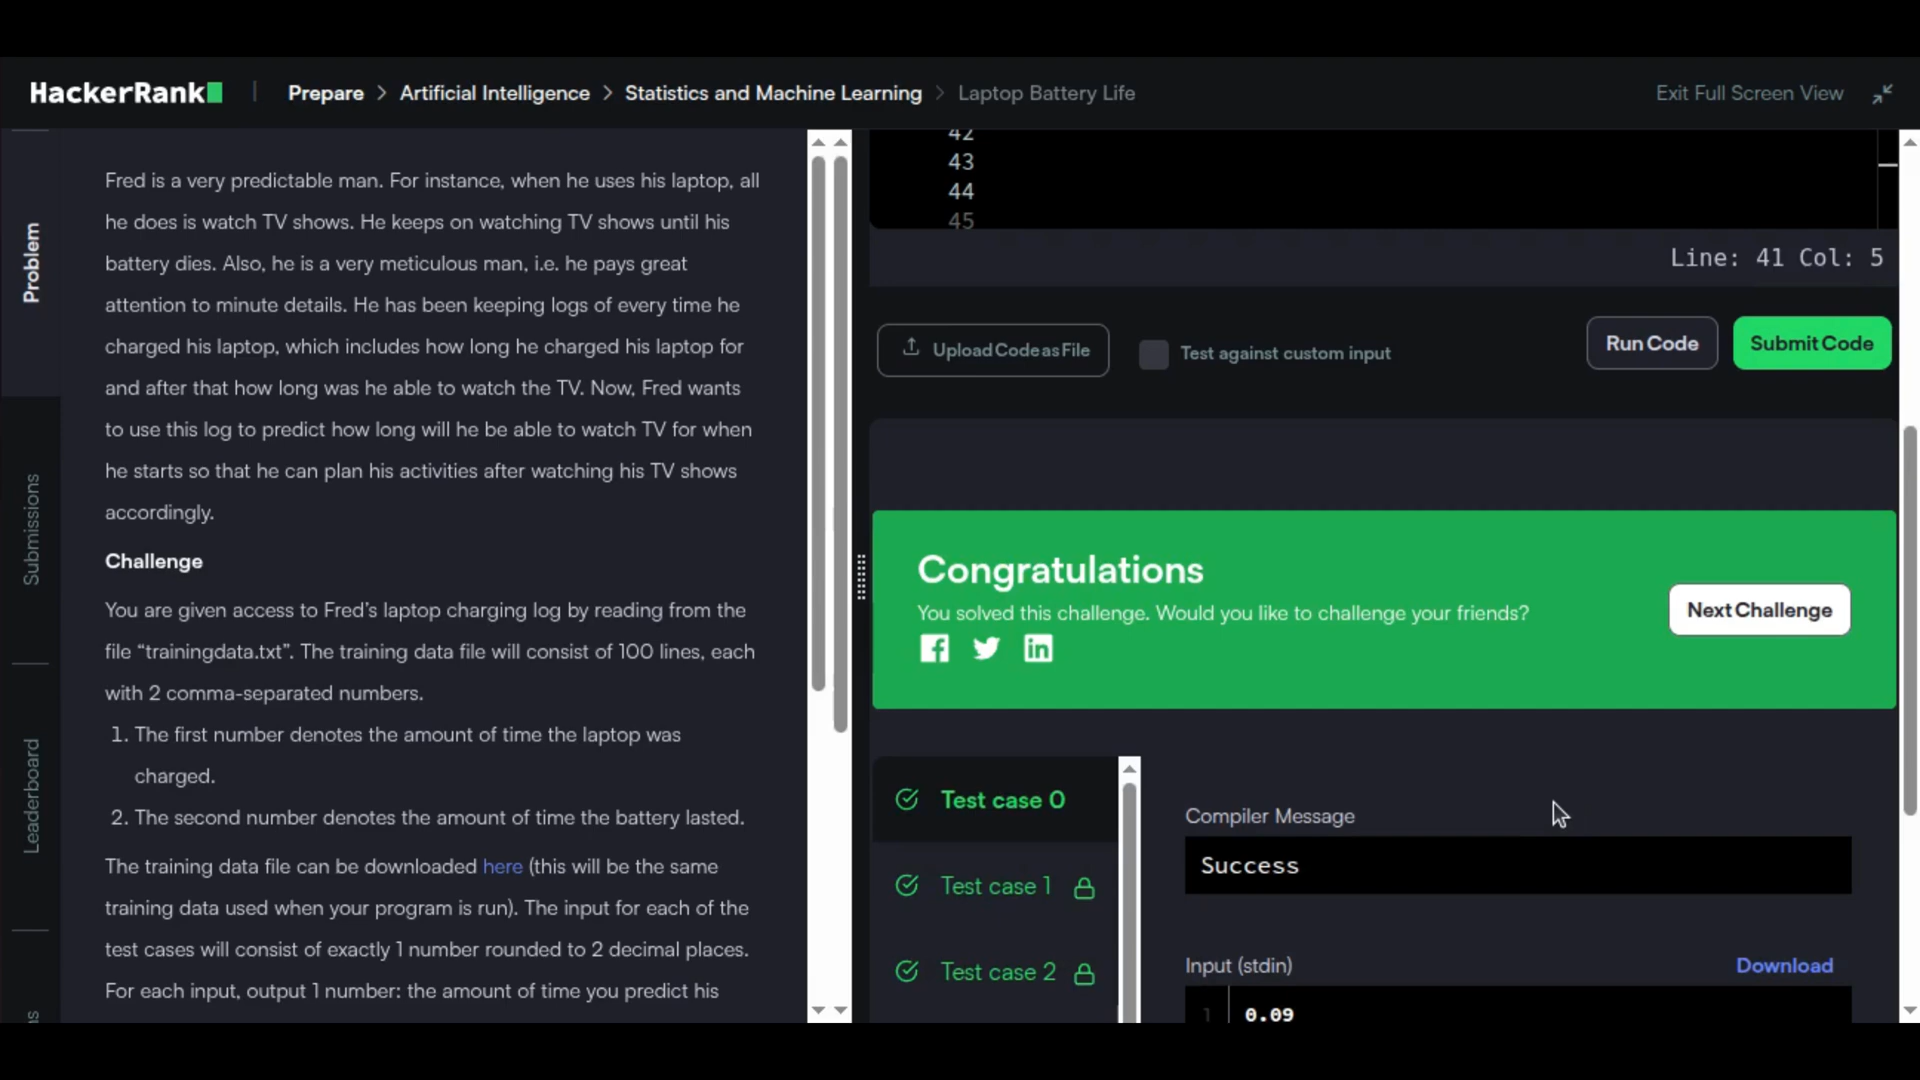 HackerRank
Prepare > Artificial Intelligence > Statistics and Machine Learning > Laptop Battery Life
Exit Full Screen View
Problem
Submissions
Leaderboard
Fred is a very predictable man. For instance, when he uses his laptop, all
he does is watch TV shows. He keeps on watching TV shows until his
battery dies. Also, he is a very meticulous man, i.e. he pays great
attention to minute details. He has been keeping logs of every time he
charged his laptop, which includes how long he charged his laptop for
and after that how long was he able to watch the TV. Now, Fred wants
to use this log to predict how long will he be able to watch TV for when
he starts so that he can plan his activities after watching his TV shows
accordingly.
Challenge
You are given access to Fred’s laptop charging log by reading from the
file “trainingdata.txt”. The training data file will consist of 100 lines, each
with 2 comma-separated numbers.
1. The first number denotes the amount of time the laptop was
charged.
2. The second number denotes the amount of time the battery lasted.
The training data file can be downloaded here (this will be the same
training data used when your program is run). The input for each of the
test cases will consist of exactly 1 number rounded to 2 decimal places.
For each input, output 1 number: the amount of time you predict his
42
43
44
45
Line: 41 Col: 5
Upload Code as File
Test against custom input
Run Code
Submit Code
Congratulations
You solved this challenge. Would you like to challenge your friends?
Next Challenge
Test case 0
Test case 1
Test case 2
Compiler Message
Success
Input (stdin)
Download
1
0.09